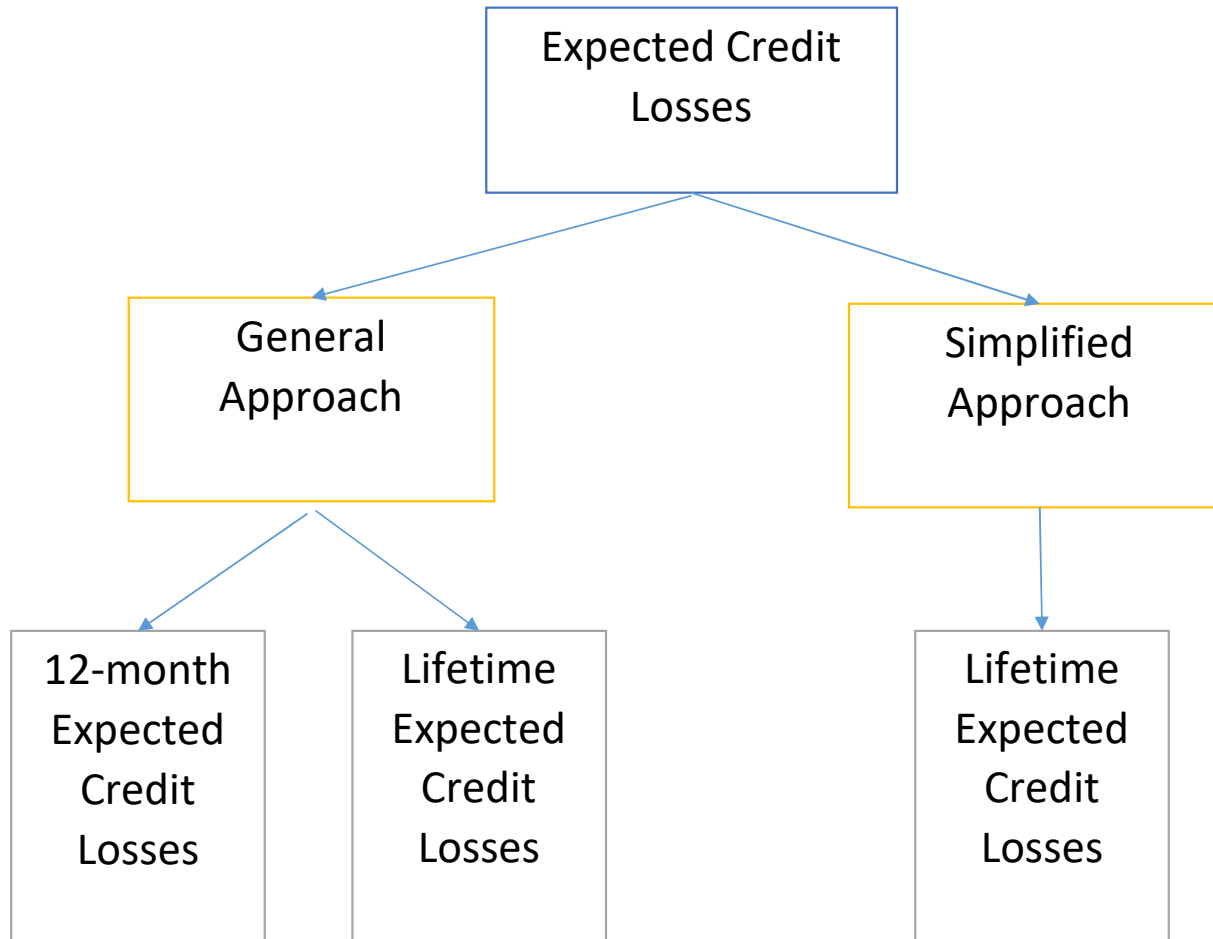 Expected Credit
Losses
General
Approach
Simplified
Approach
12-month
Expected
Credit
Losses
Lifetime
Expected
Credit
Losses
Lifetime
Expected
Credit
Losses